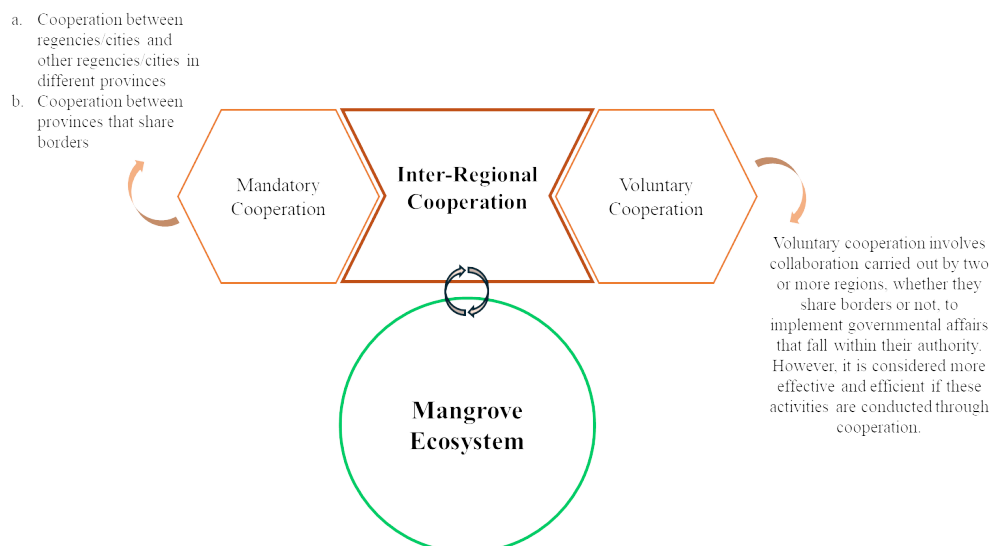 a. Cooperation between
regencies/cities and
other regencies/cities in
different provinces
b. Cooperation between
provinces that share
borders
Mandatory
Cooperation
Inter-Regional
Cooperation
Voluntary
Cooperation
Voluntary cooperation involves
collaboration carried out by two
or more regions, whether they
share borders or not, to
implement governmental affairs
that fall within their authority.
However, it is considered more
effective and efficient if these
activities are conducted through
cooperation.
Mangrove
Ecosystem